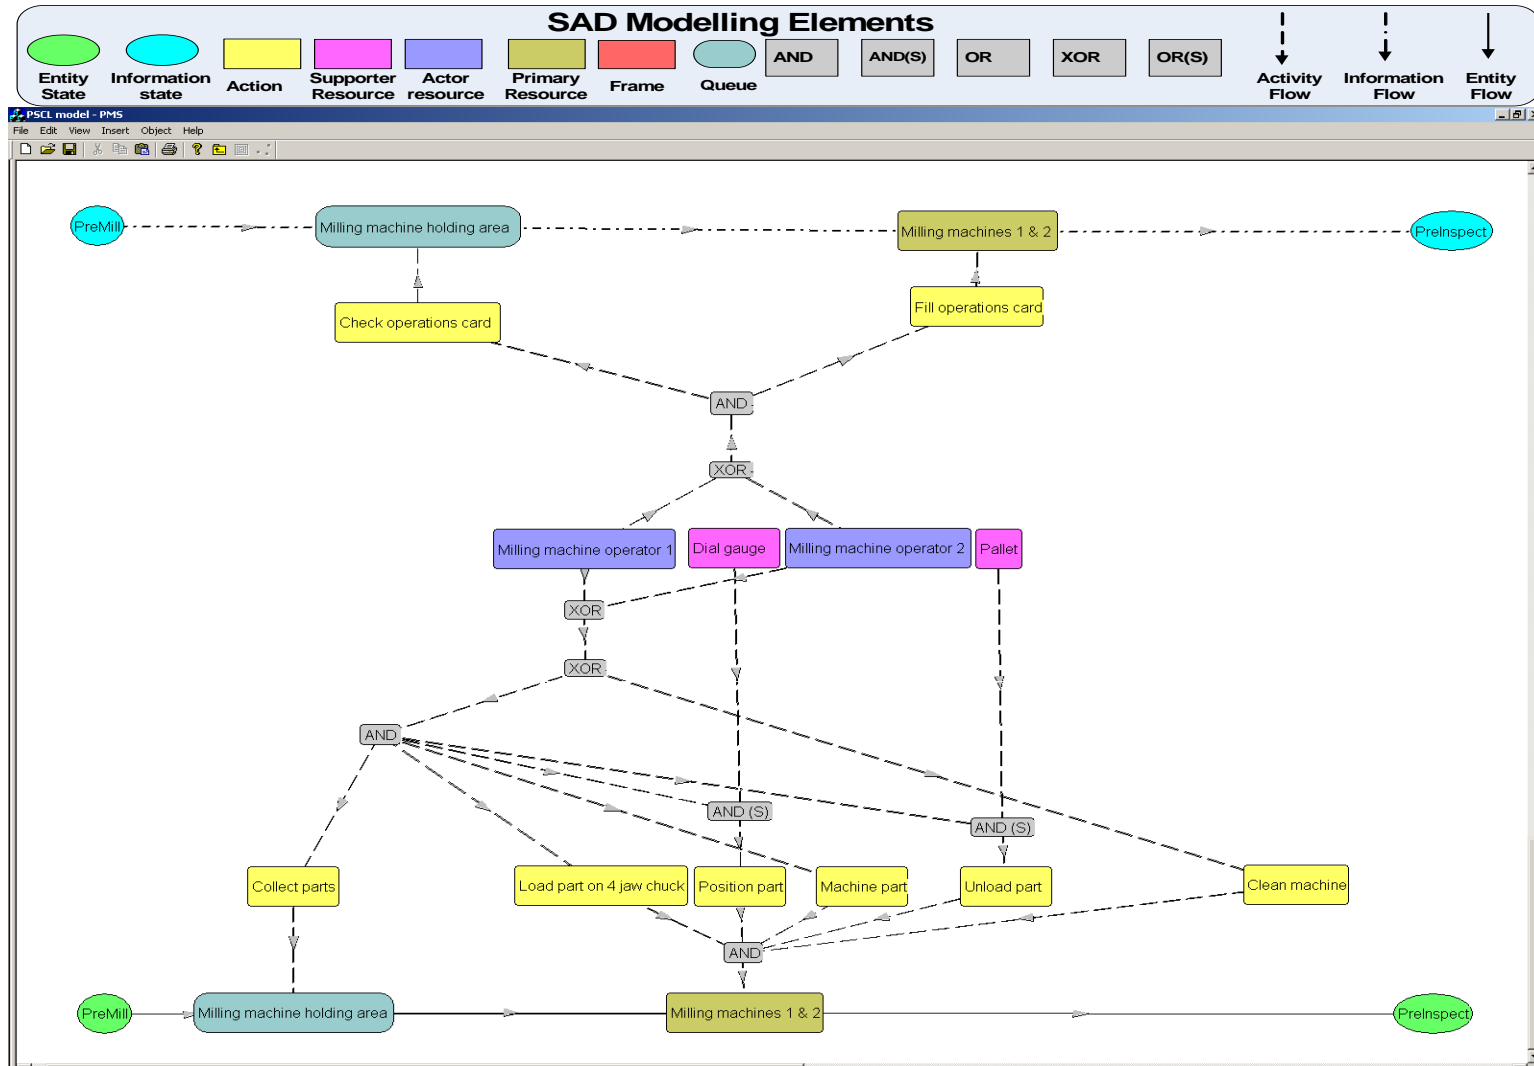 SAD Modelling Elements
AND
AND(S)
OR
XOR
OR(S)
Entity
State
Information
state
Action
Supporter
Resource
Actor
resource
Primary
Resource
Frame
Queue
Activity
Flow
Information
Flow
Entity
Flow
PSCL model - PMS
File Edit View Insert Object Help
PreMill
Milling machine holding area
Milling machines 1 & 2
PreInspect
Check operations card
Fill operations card
AND
XOR
Milling machine operator 1
Dial gauge
Milling machine operator 2
Pallet
XOR
XOR
AND
AND (S)
AND (S)
Collect parts
Load part on 4 jaw chuck
Position part
Machine part
Unload part
Clean machine
AND
PreMill
Milling machine holding area
Milling machines 1 & 2
PreInspect